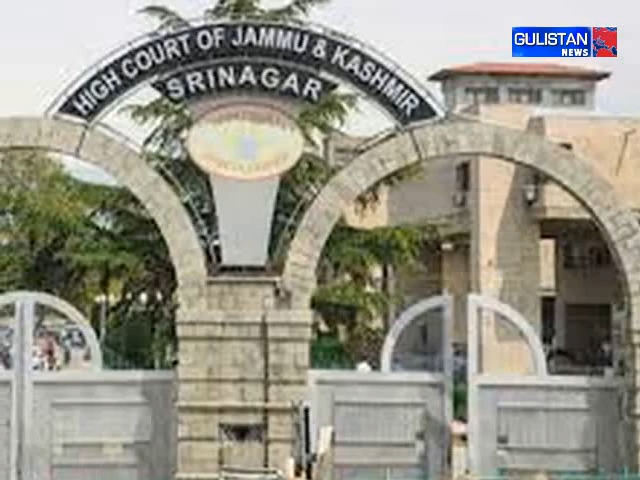 GULISTAN
NEWS
HIGH COURT OF JAMMU & KASHMIR
SRINAGAR